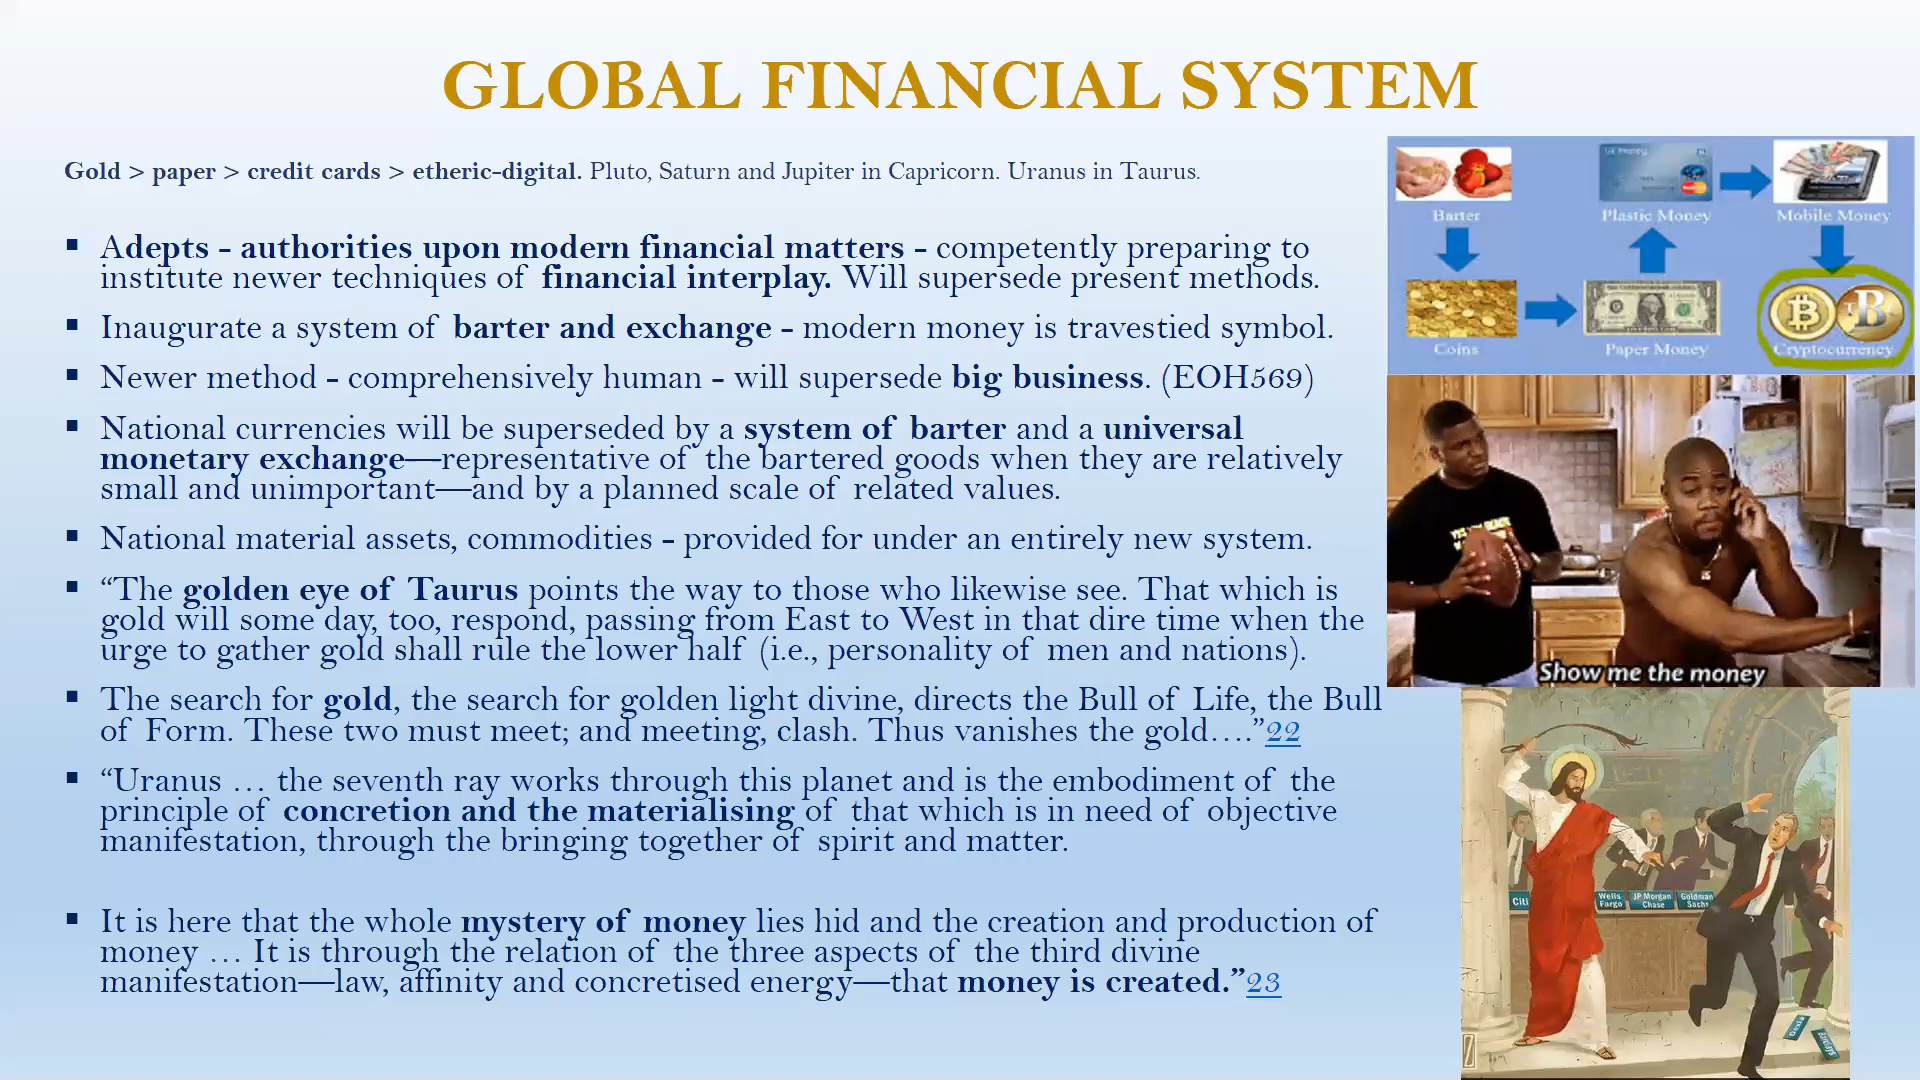 GLOBAL FINANCIAL SYSTEM
Gold > paper > credit cards > etheric-digital. Pluto, Saturn and Jupiter in Capricorn. Uranus in Taurus.
▪ Adepts - authorities upon modern financial matters - competently preparing to
institute newer techniques of financial interplay. Will supersede present methods.
▪ Inaugurate a system of barter and exchange - modern money is travestied symbol.
▪ Newer method - comprehensively human - will supersede big business. (EOH569)
▪ National currencies will be superseded by a system of barter and a universal
monetary exchange—representative of the bartered goods when they are relatively
small and unimportant—and by a planned scale of related values.
▪ National material assets, commodities - provided for under an entirely new system.
▪ “The golden eye of Taurus points the way to those who likewise see. That which is
gold will some day, too, respond, passing from East to West in that dire time when the
urge to gather gold shall rule the lower half (i.e., personality of men and nations).
▪ The search for gold, the search for golden light divine, directs the Bull of Life, the Bull
of Form. These two must meet; and meeting, clash. Thus vanishes the gold….”22
▪ “Uranus … the seventh ray works through this planet and is the embodiment of the
principle of concretion and the materialising of that which is in need of objective
manifestation, through the bringing together of spirit and matter.
▪ It is here that the whole mystery of money lies hid and the creation and production of
money … It is through the relation of the three aspects of the third divine
manifestation—law, affinity and concretised energy—that money is created.”23
Barter
Plastic Money
Mobile Money
Coins
Paper Money
Cryptocurrency
Show me the money
Citi
Wells
Fargo
JP Morgan
Chase
Goldman
Sachs
Dexia
Barclays